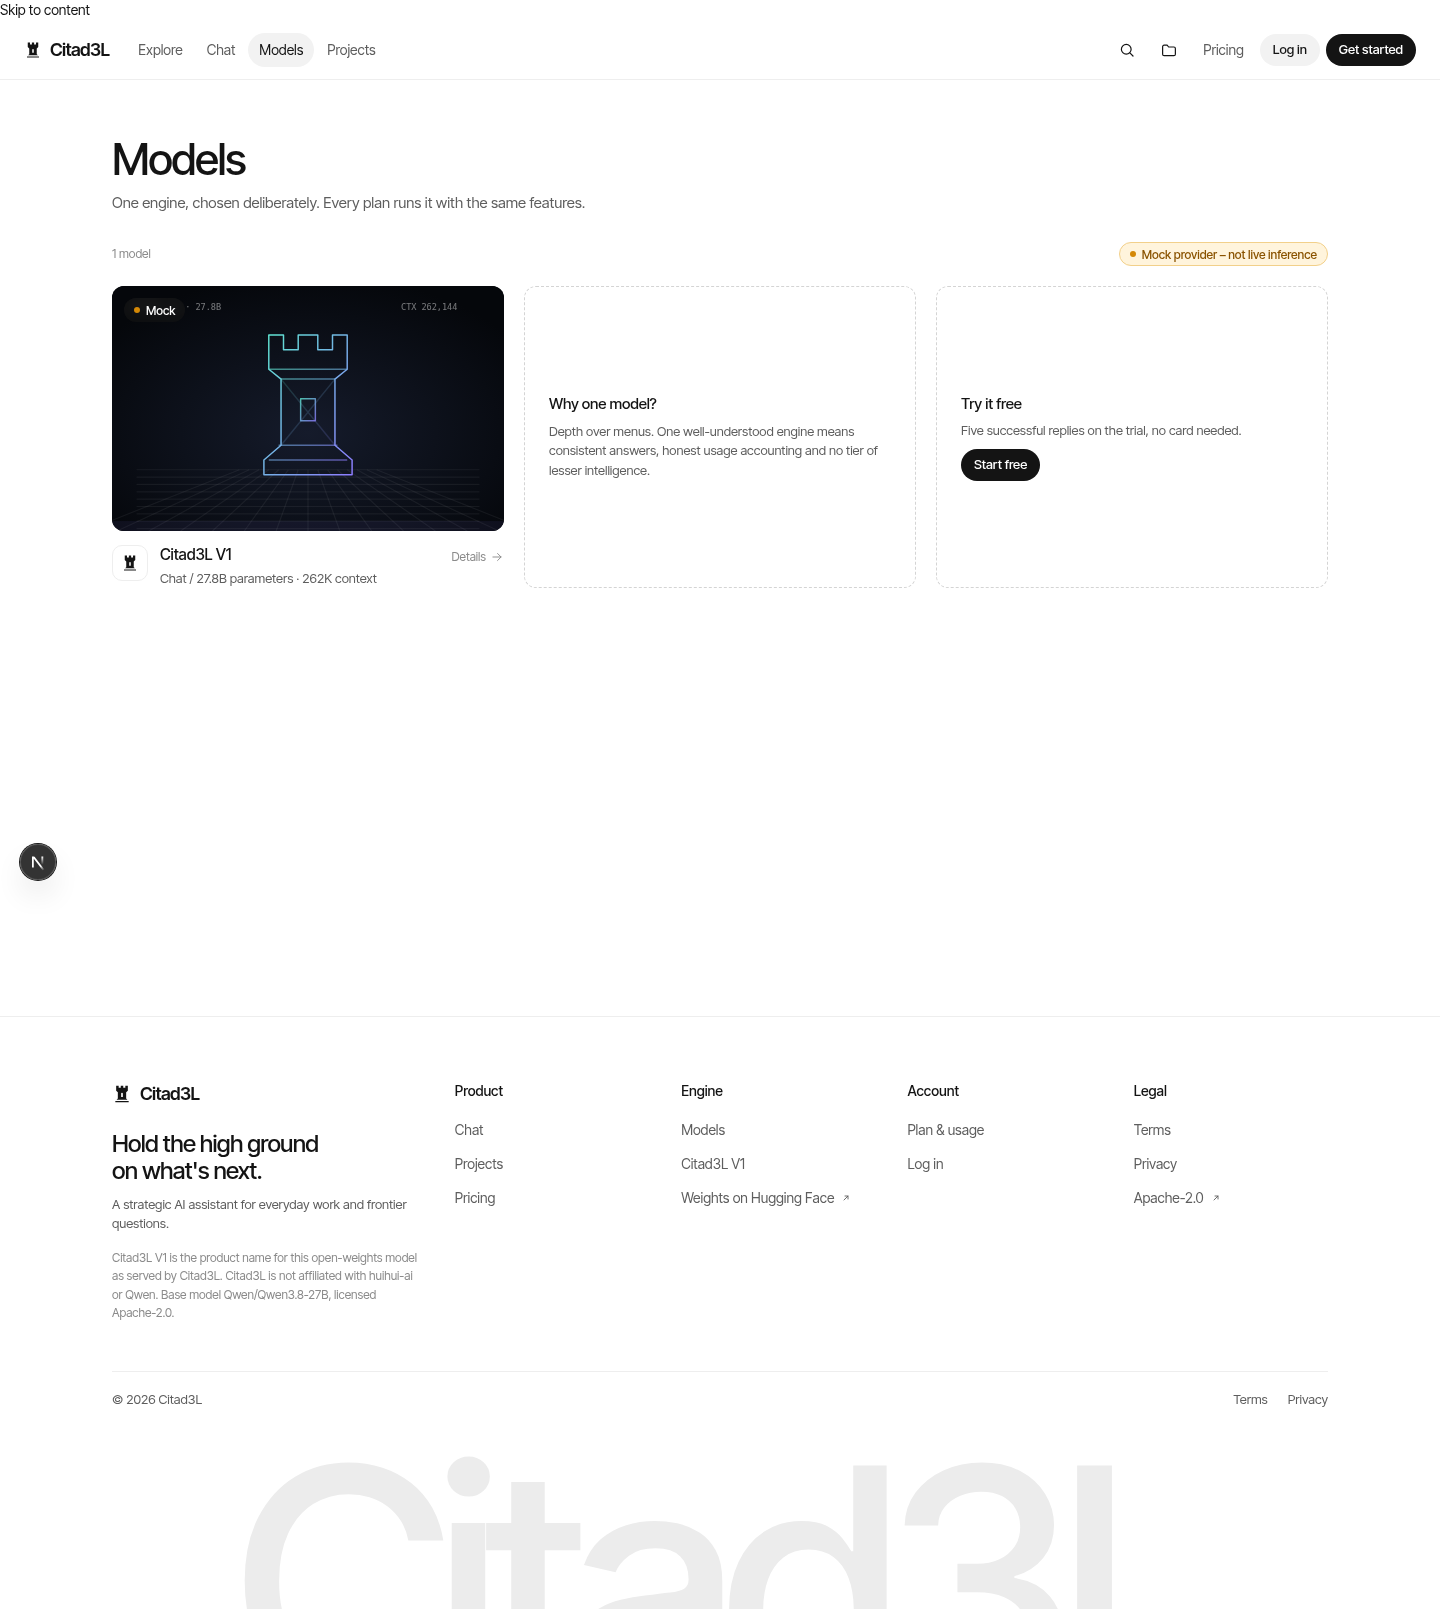 Skip to content
Citad3L
Explore
Chat
Models
Projects
Pricing
Log in
Get started
Models
One engine, chosen deliberately. Every plan runs it with the same features.
1 model
Mock provider – not live inference
Mock
· 27.8B
CTX 262,144
Citad3L V1
Details →
Chat / 27.8B parameters · 262K context
Why one model?
Depth over menus. One well-understood engine means
consistent answers, honest usage accounting and no tier of
lesser intelligence.
Try it free
Five successful replies on the trial, no card needed.
Start free
N
Citad3L
Hold the high ground
on what's next.
A strategic AI assistant for everyday work and frontier
questions.
Citad3L V1 is the product name for this open-weights model
as served by Citad3L. Citad3L is not affiliated with huihui-ai
or Qwen. Base model Qwen/Qwen3.8-27B, licensed
Apache-2.0.
Product
Chat
Projects
Pricing
Engine
Models
Citad3L V1
Weights on Hugging Face ↗
Account
Plan & usage
Log in
Legal
Terms
Privacy
Apache-2.0 ↗
© 2026 Citad3L
Terms
Privacy
Citad3L